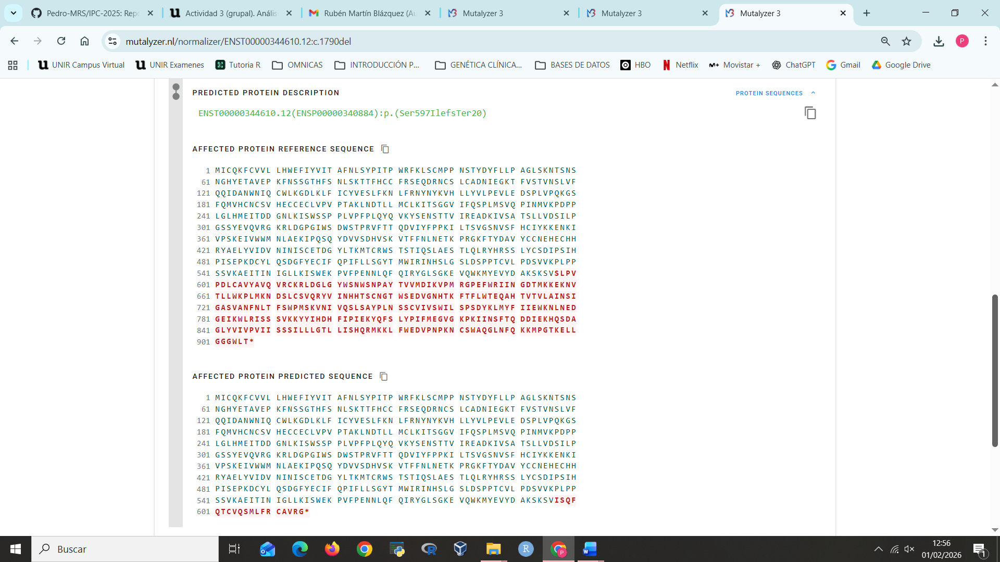 Pedro-MRS/IPC-2025: Repo
Actividad 3 (grupal). Anális
Rubén Martín Blázquez (Au
Mutalyzer 3
Mutalyzer 3
Mutalyzer 3
mutalyzer.nl/normalizer/ENST00000344610.12:c.1790del
P
UNIR Campus Virtual
UNIR Examenes
Tutoria R
OMNICAS
INTRODUCCIÓN P...
GENÉTICA CLÍNICA...
BASES DE DATOS
HBO
Netflix
Movistar +
ChatGPT
Gmail
Google Drive
PREDICTED PROTEIN DESCRIPTION
PROTEIN SEQUENCES
ENST00000344610.12(ENSP00000340884):p.(Ser597IlefsTer20)
AFFECTED PROTEIN REFERENCE SEQUENCE
1 MICQKFCVVL LHWEFIYVIT AFNLSYPITP WRFKLSCMPP NSTYDYFLLP AGLSKNTSNS
61 NGHYETAVEP KFNSSGTHFS NLSKTTFHCC FRSEQDRNCS LCADNIEGKT FVSTVNSLVF
121 QQIDANWNIQ CWLKGDLKLF ICYVESLFKN LFRNYNYKVH LLYVLPEVLE DSPLVPQKGS
181 FQMVHCNCSV HECCECLVPV PTAKLNDTLL MCLKITSGGV IFQSPLMSVQ PINMVKPDPP
241 LGLHMEITDD GNLKISWSSP PLVPFPLQYQ VKYSENSTTV IREADKIVSA TSLLVDSILP
301 GSSYEVQVRG KRLDGPGIWS DWSTPRVFTT QDVIYFPPKI LTSVGSNVSF HCIYKKENKI
361 VPSKEIVWWM NLAEKIPQSQ YDVVSDHVSK VTFFNLNETK PRGKFTYDAV YCCNEHECHH
421 RYAELYVIDV NINISCETDG YLTKMTCRWS TSTIQSLAES TLQLRYHRSS LYCSDIPSIH
481 PISEPKDCYL QSDGFYECIF QPIFLLSGYT MWIRINHSLG SLDSPPTCVL PDSVVKPLPP
541 SSVKAEITIN IGLLKISWEK PVFPENNLQF QIRYGLSGKE VQWKMYEVYD AKSKSVSLPV
601 PDLCAVYAVQ VRCKRLDGLG YWSNWSNPAY TVVMDIKVPM RGPEFWRIIN GDTMKKEKNV
661 TLLWKPLMKN DSLCSVQRYV INHHTSCNGT WSEDVGNHTK FTFLWTEQAH TVTVLAINSI
721 GASVANFNLT FSWPMSKVNI VQSLSAYPLN SSCVIVSWIL SPSDYKLMYF IIEWKNLNED
781 GEIKWLRISS SVKKYYIHDH FIPIEKYQFS LYPIFMEGVG KPKIINSFTQ DDIEKHQSDA
841 GLYVIVPVII SSSILLLGTL LISHQRMKKL FWEDVPNPKN CSWAQGLNFQ KKMPGTKELL
901 GGGWLT*
AFFECTED PROTEIN PREDICTED SEQUENCE
1 MICQKFCVVL LHWEFIYVIT AFNLSYPITP WRFKLSCMPP NSTYDYFLLP AGLSKNTSNS
61 NGHYETAVEP KFNSSGTHFS NLSKTTFHCC FRSEQDRNCS LCADNIEGKT FVSTVNSLVF
121 QQIDANWNIQ CWLKGDLKLF ICYVESLFKN LFRNYNYKVH LLYVLPEVLE DSPLVPQKGS
181 FQMVHCNCSV HECCECLVPV PTAKLNDTLL MCLKITSGGV IFQSPLMSVQ PINMVKPDPP
241 LGLHMEITDD GNLKISWSSP PLVPFPLQYQ VKYSENSTTV IREADKIVSA TSLLVDSILP
301 GSSYEVQVRG KRLDGPGIWS DWSTPRVFTT QDVIYFPPKI LTSVGSNVSF HCIYKKENKI
361 VPSKEIVWWM NLAEKIPQSQ YDVVSDHVSK VTFFNLNETK PRGKFTYDAV YCCNEHECHH
421 RYAELYVIDV NINISCETDG YLTKMTCRWS TSTIQSLAES TLQLRYHRSS LYCSDIPSIH
481 PISEPKDCYL QSDGFYECIF QPIFLLSGYT MWIRINHSLG SLDSPPTCVL PDSVVKPLPP
541 SSVKAEITIN IGLLKISWEK PVFPENNLQF QIRYGLSGKE VQWKMYEVYD AKSKSVISQF
601 QTCVQSMLFR CAVRG*
Buscar
12:56
01/02/2026
1